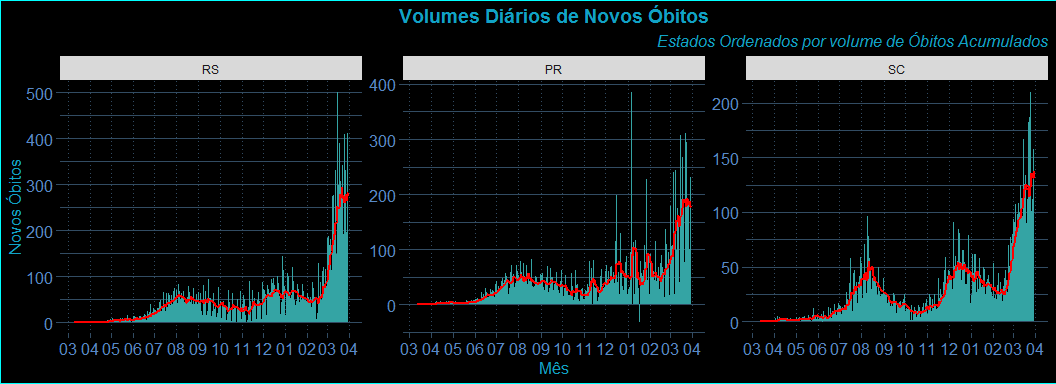 Volumes Diários de Novos Óbitos
Estados Ordenados por volume de Óbitos Acumulados
RS
PR
SC
Novos Óbitos
500
400
300
200
100
0
400
300
200
100
0
200
150
100
50
0
03 04 05 06 07 08 09 10 11 12 01 02 03 04
03 04 05 06 07 08 09 10 11 12 01 02 03 04
03 04 05 06 07 08 09 10 11 12 01 02 03 04
Mês